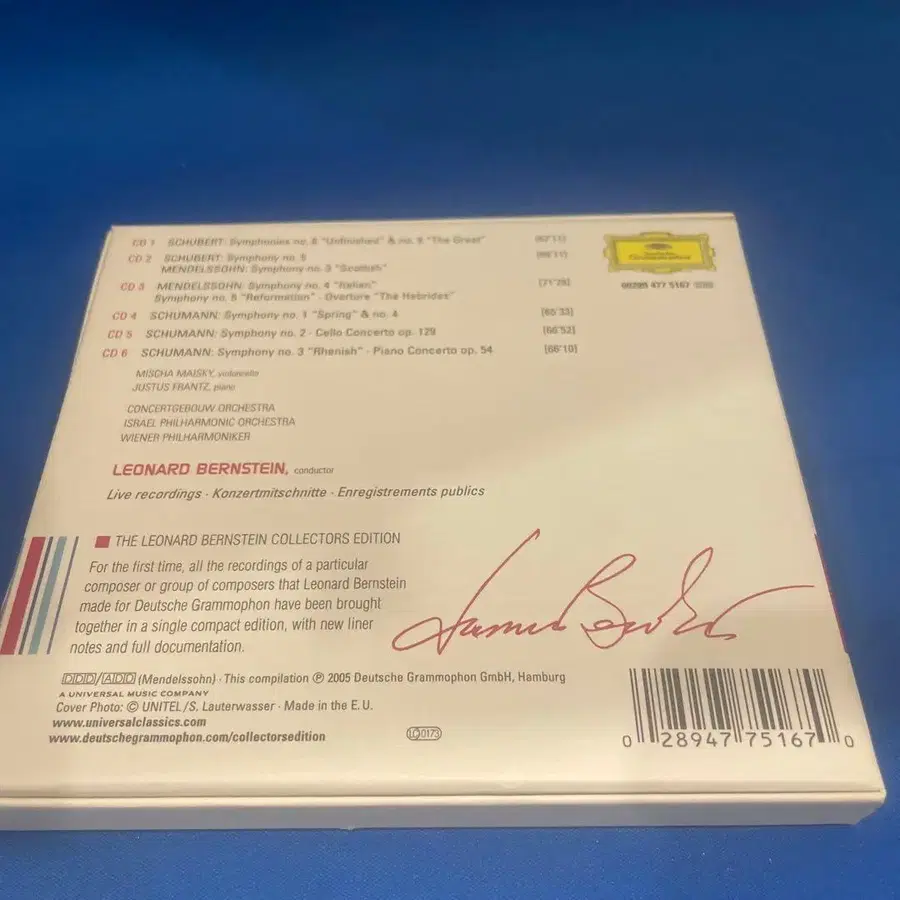 CD 1 SCHUBERT: Symphonies no. 8 "Unfinished" & no. 9 "The Great"
CD 2 SCHUBERT: Symphony no. 5 [66'11]
MENDELSSOHN: Symphony no. 3 "Scottish"
CD 3 MENDELSSOHN: Symphony no. 4 "Italian" [71'28]
Symphony no. 5 "Reformation" · Overture "The Hebrides"
CD 4 SCHUMANN: Symphony no. 1 "Spring" & no. 4 [65'33]
CD 5 SCHUMANN: Symphony no. 2 · Cello Concerto op. 129 [66'52]
CD 6 SCHUMANN: Symphony no. 3 "Rhenish" · Piano Concerto op. 54 [66'10]
Deutsche
Grammophon
00289 477 5167
MISCHA MAISKY, violoncello
JUSTUS FRANTZ, piano
CONCERTGEBOUW ORCHESTRA
ISRAEL PHILHARMONIC ORCHESTRA
WIENER PHILHARMONIKER
LEONARD BERNSTEIN, conductor
Live recordings · Konzertmitschnitte · Enregistrements publics
THE LEONARD BERNSTEIN COLLECTORS EDITION
For the first time, all the recordings of a particular
composer or group of composers that Leonard Bernstein
made for Deutsche Grammophon have been brought
together in a single compact edition, with new liner
notes and full documentation.
DDD/ADD (Mendelssohn) · This compilation ℗ 2005 Deutsche Grammophon GmbH, Hamburg
A UNIVERSAL MUSIC COMPANY
Cover Photo: © UNITEL/S. Lauterwasser · Made in the E.U.
www.universalclassics.com
www.deutschegrammophon.com/collectorsedition
LC 0173
0 28947 75167 0